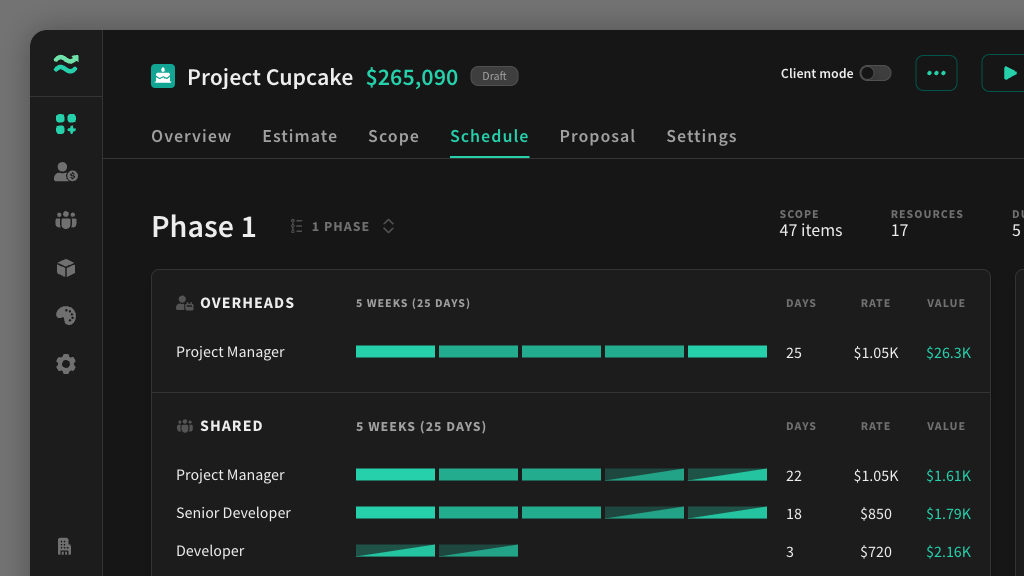 Project Cupcake $265,090 Draft
Client mode
Overview Estimate Scope Schedule Proposal Settings
Phase 1 1 PHASE
SCOPE RESOURCES
47 items 17 5
OVERHEADS 5 WEEKS (25 DAYS) DAYS RATE VALUE
Project Manager 25 $1.05K $26.3K
SHARED 5 WEEKS (25 DAYS) DAYS RATE VALUE
Project Manager 22 $1.05K $1.61K
Senior Developer 18 $850 $1.79K
Developer 3 $720 $2.16K